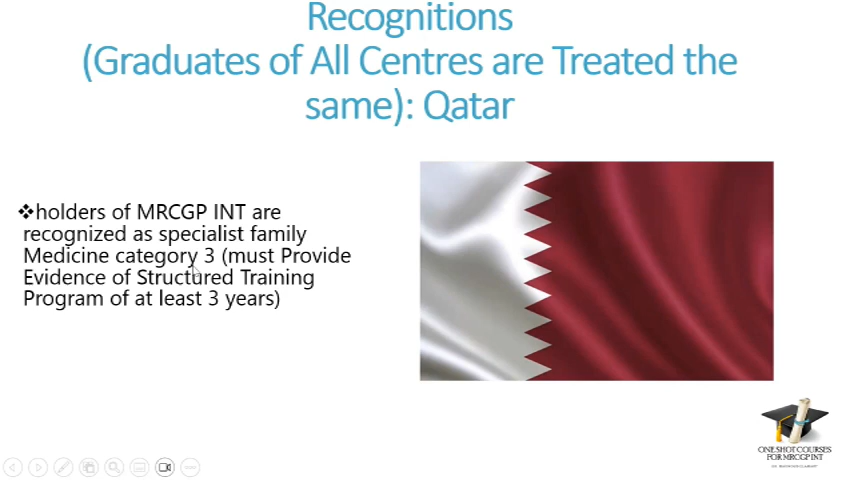 Recognitions
(Graduates of All Centres are Treated the
same): Qatar
❖holders of MRCGP INT are
recognized as specialist family
Medicine category 3 (must Provide
Evidence of Structured Training
Program of at least 3 years)
ONE SHOT COURSES
FOR MRCGP INT